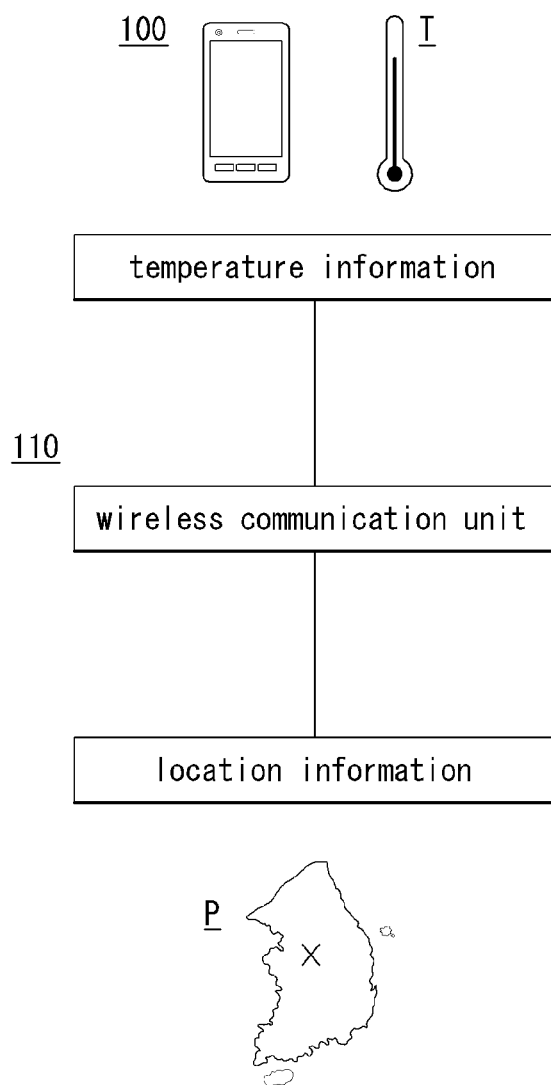 100
T
temperature information
110
wireless communication unit
location information
P
X